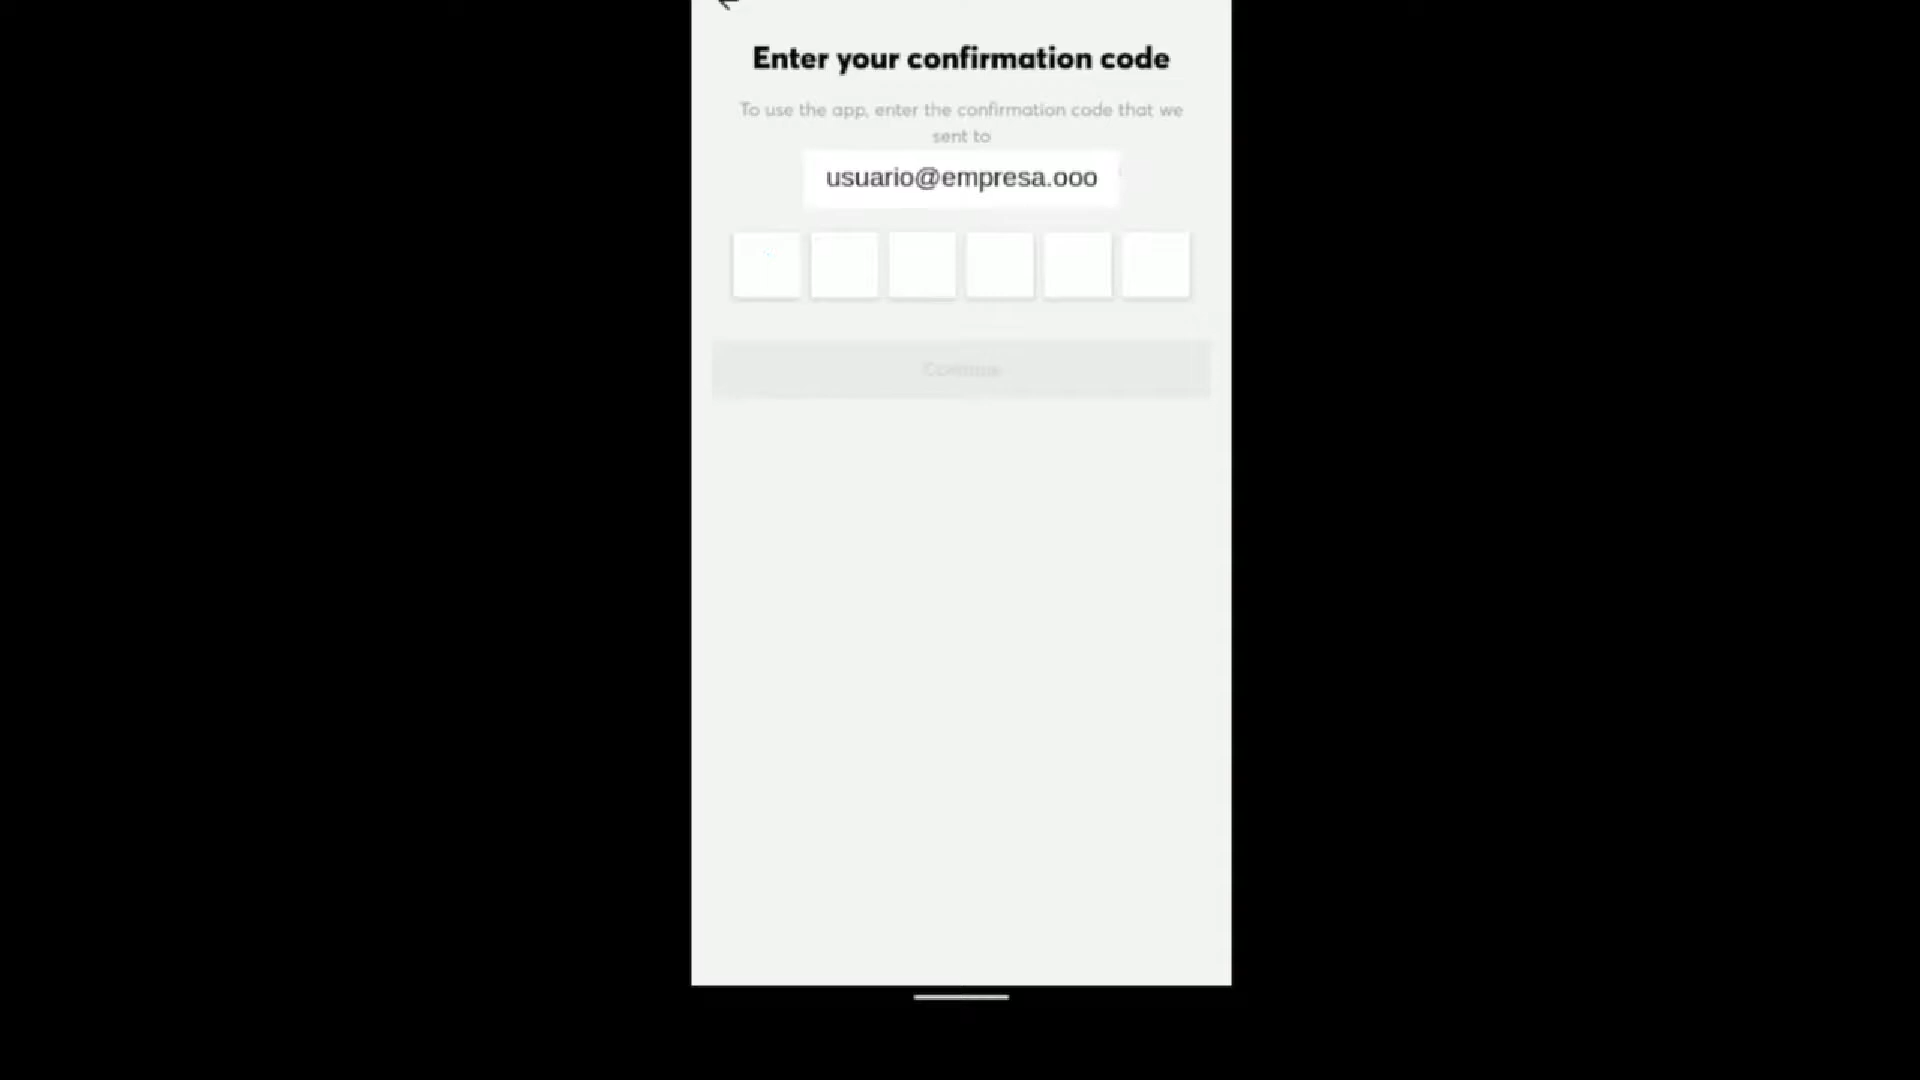 Enter your confirmation code
To use the app, enter the confirmation code that we
sent to
usuario@empresa.ooo
Continue